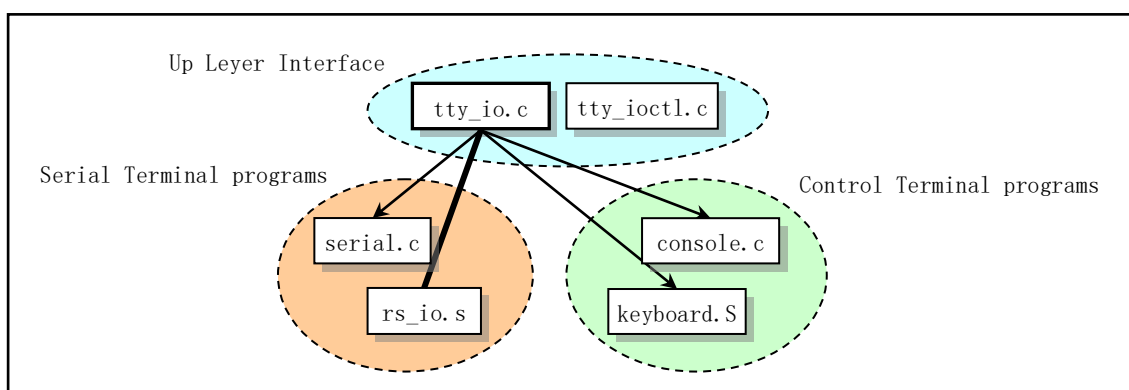 Up Leyer Interface
tty_io.c
tty_ioctl.c
Serial Terminal programs
Control Terminal programs
serial.c
console.c
rs_io.s
keyboard.S